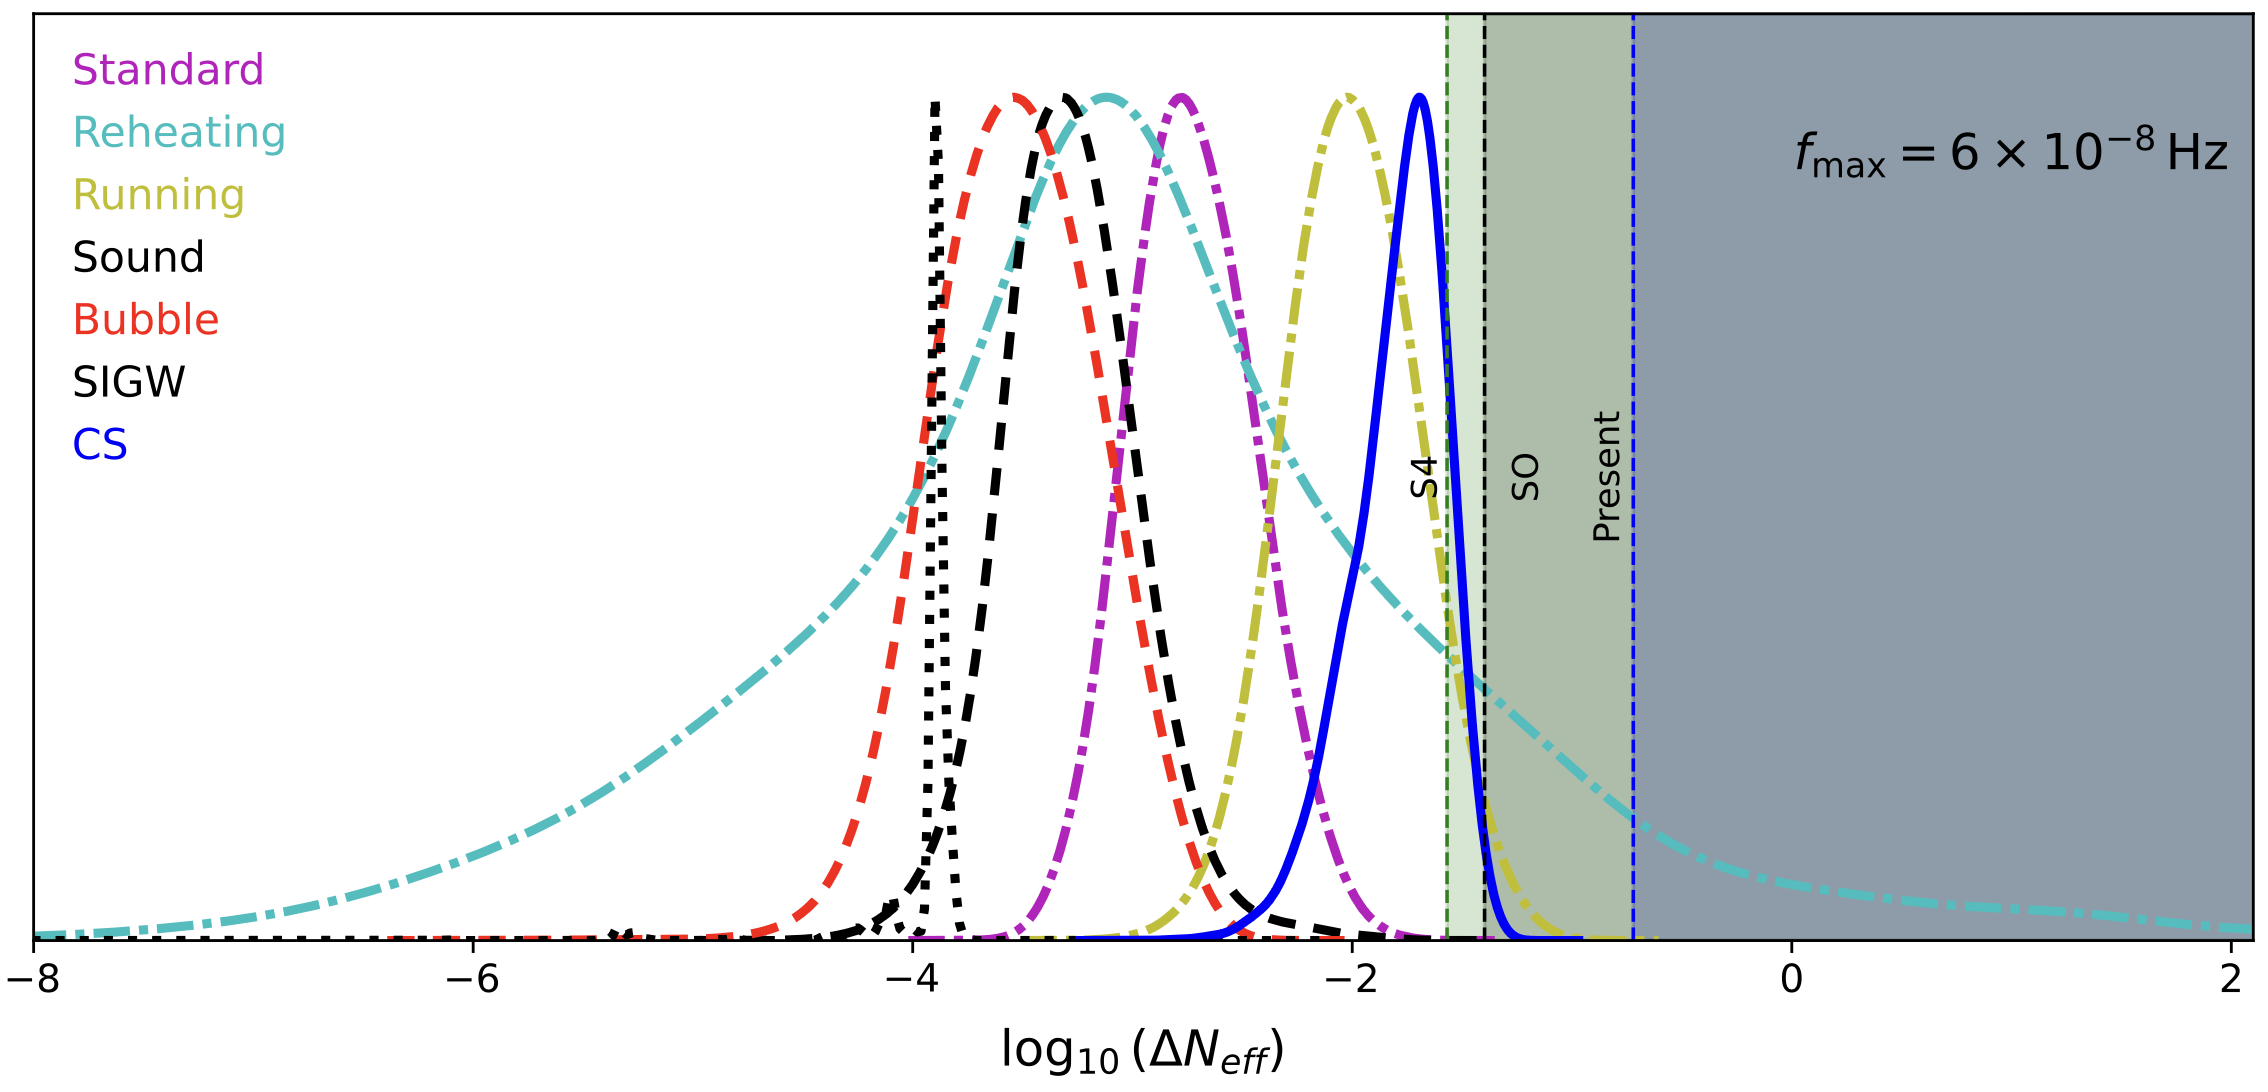 Standard
Reheating
Running
Sound
Bubble
SIGW
CS
f_max = 6 × 10⁻⁸ Hz
S4
SO
Present
−8
−6
−4
−2
0
2
log₁₀ (ΔN_eff)